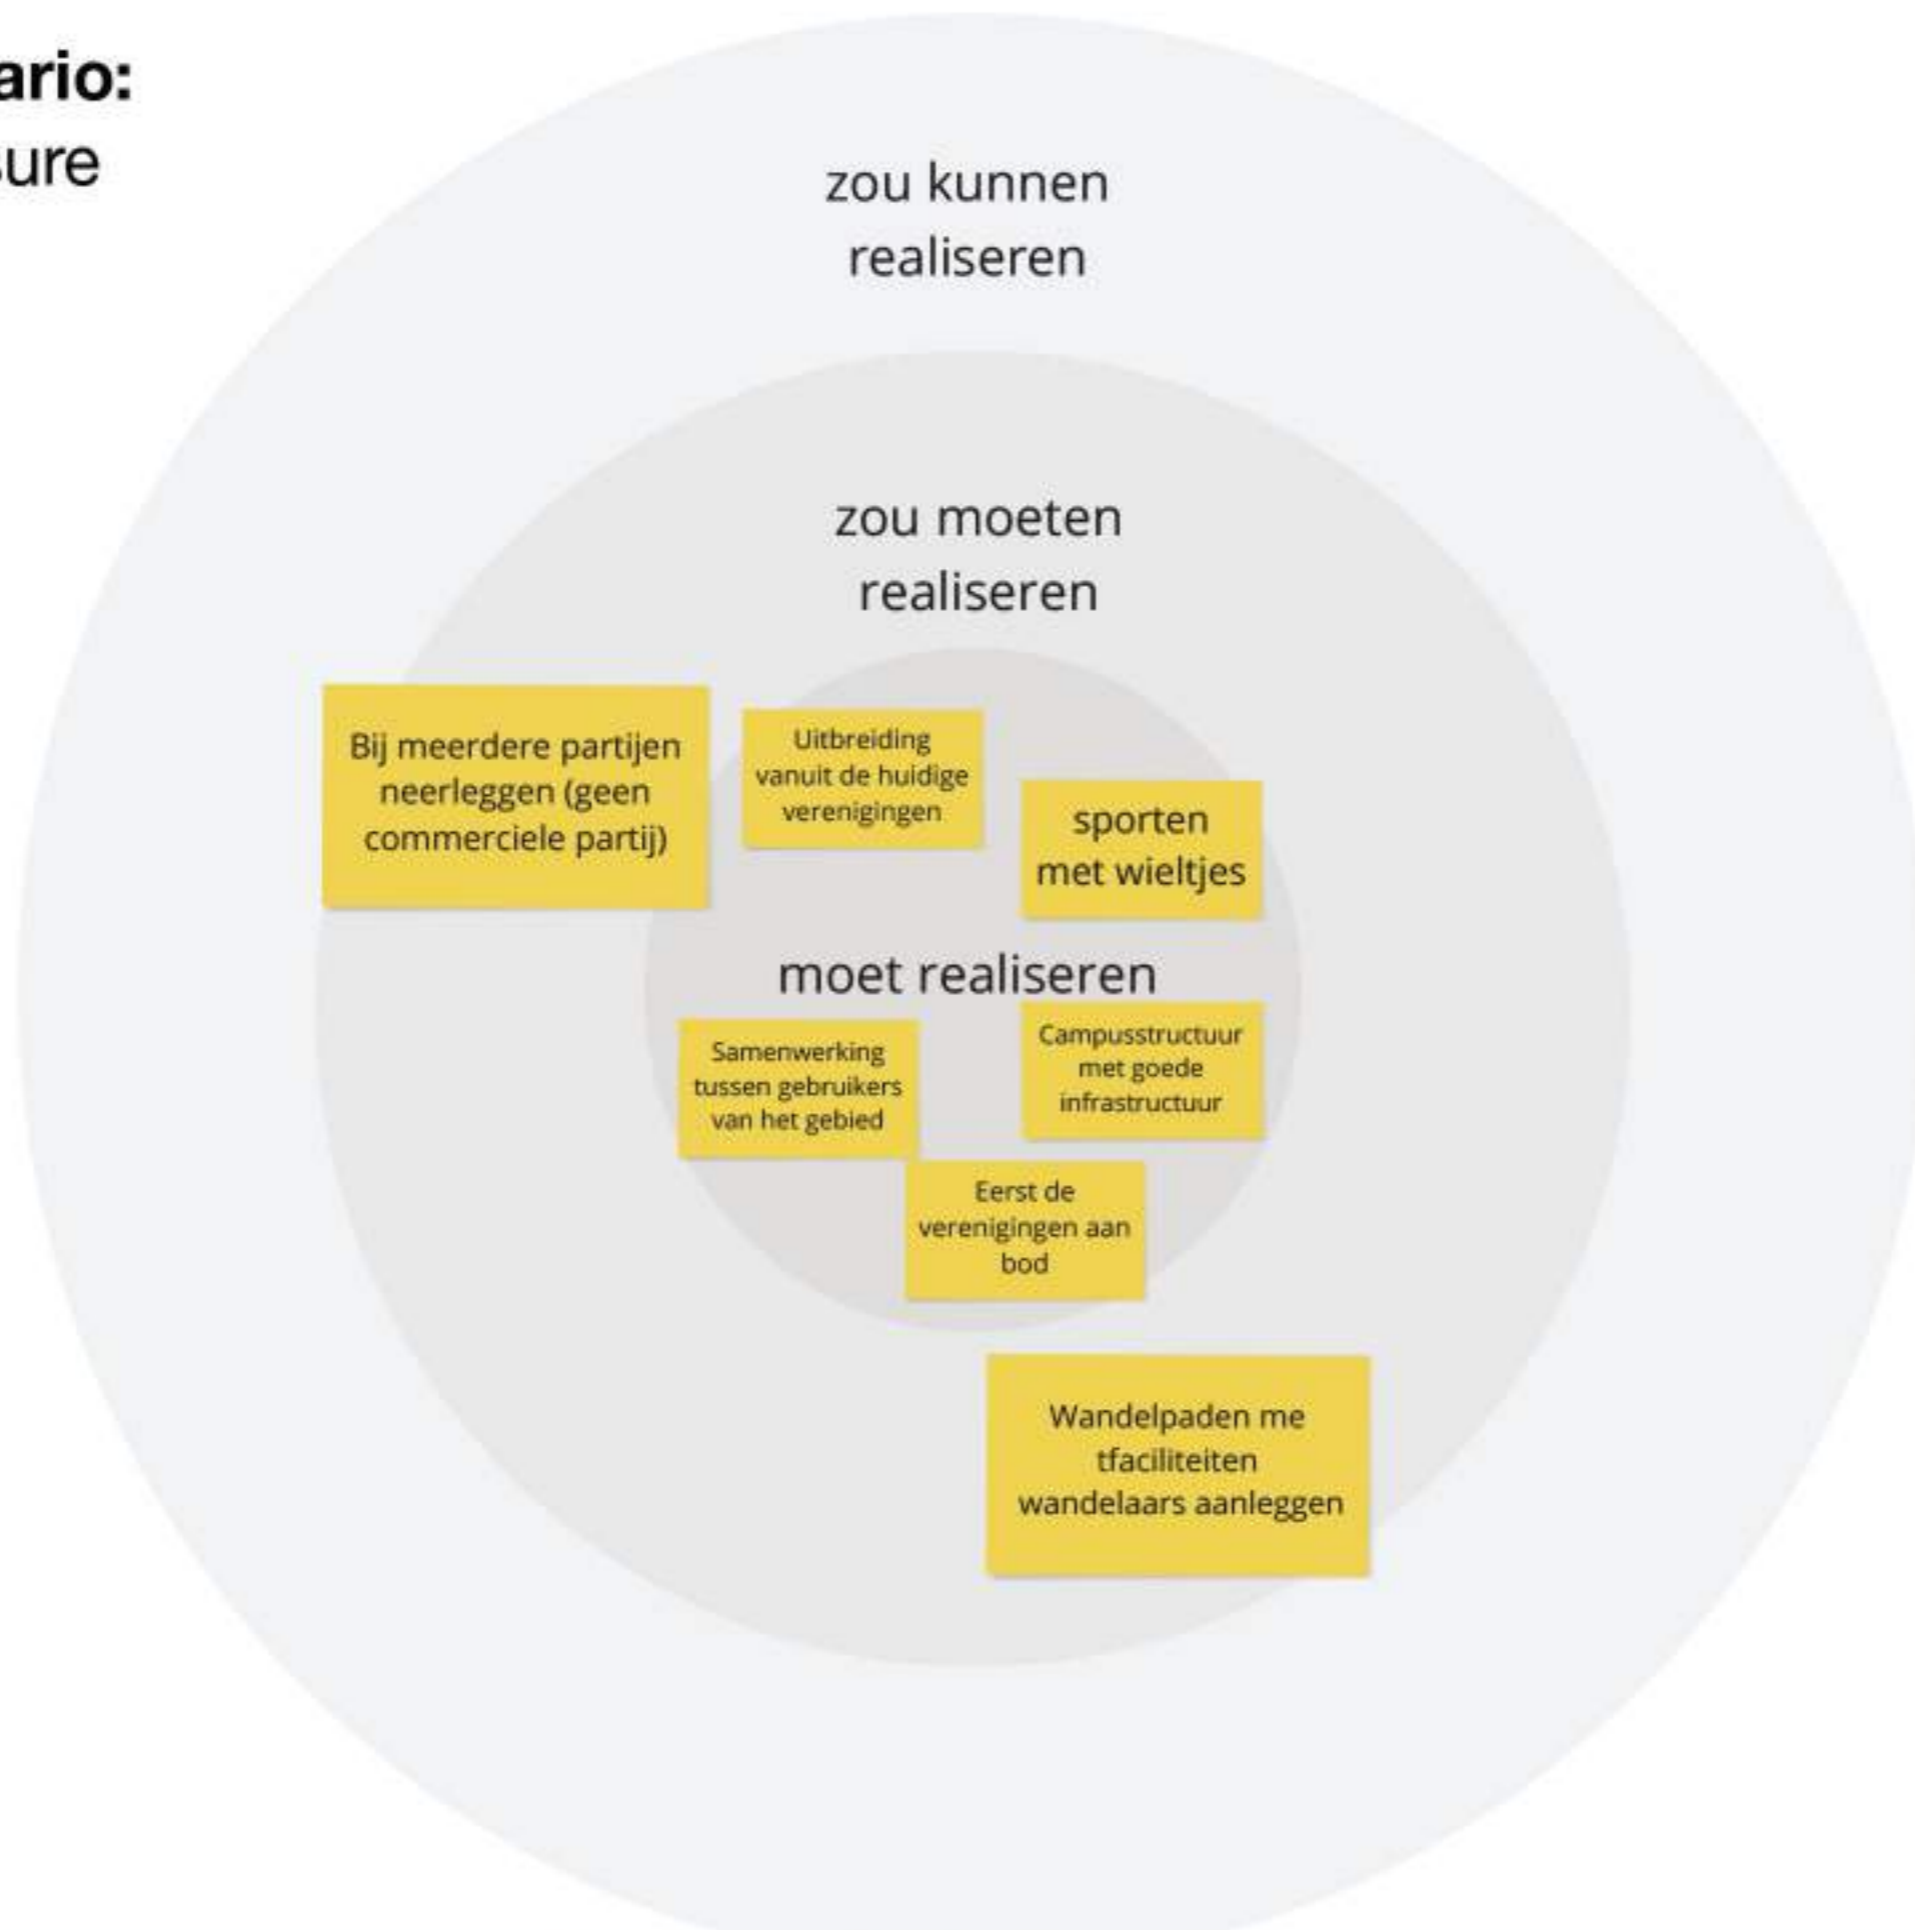 ario:
sure
zou kunnen
realiseren
zou moeten
realiseren
Bij meerdere partijen
neerleggen (geen
commerciele partij)
Uitbreiding
vanuit de huidige
verenigingen
sporten
met wieltjes
moet realiseren
Samenwerking
tussen gebruikers
van het gebied
Campusstructuur
met goede
infrastructuur
Eerst de
verenigingen aan
bod
Wandelpaden me
tfaciliteiten
wandelaars aanleggen